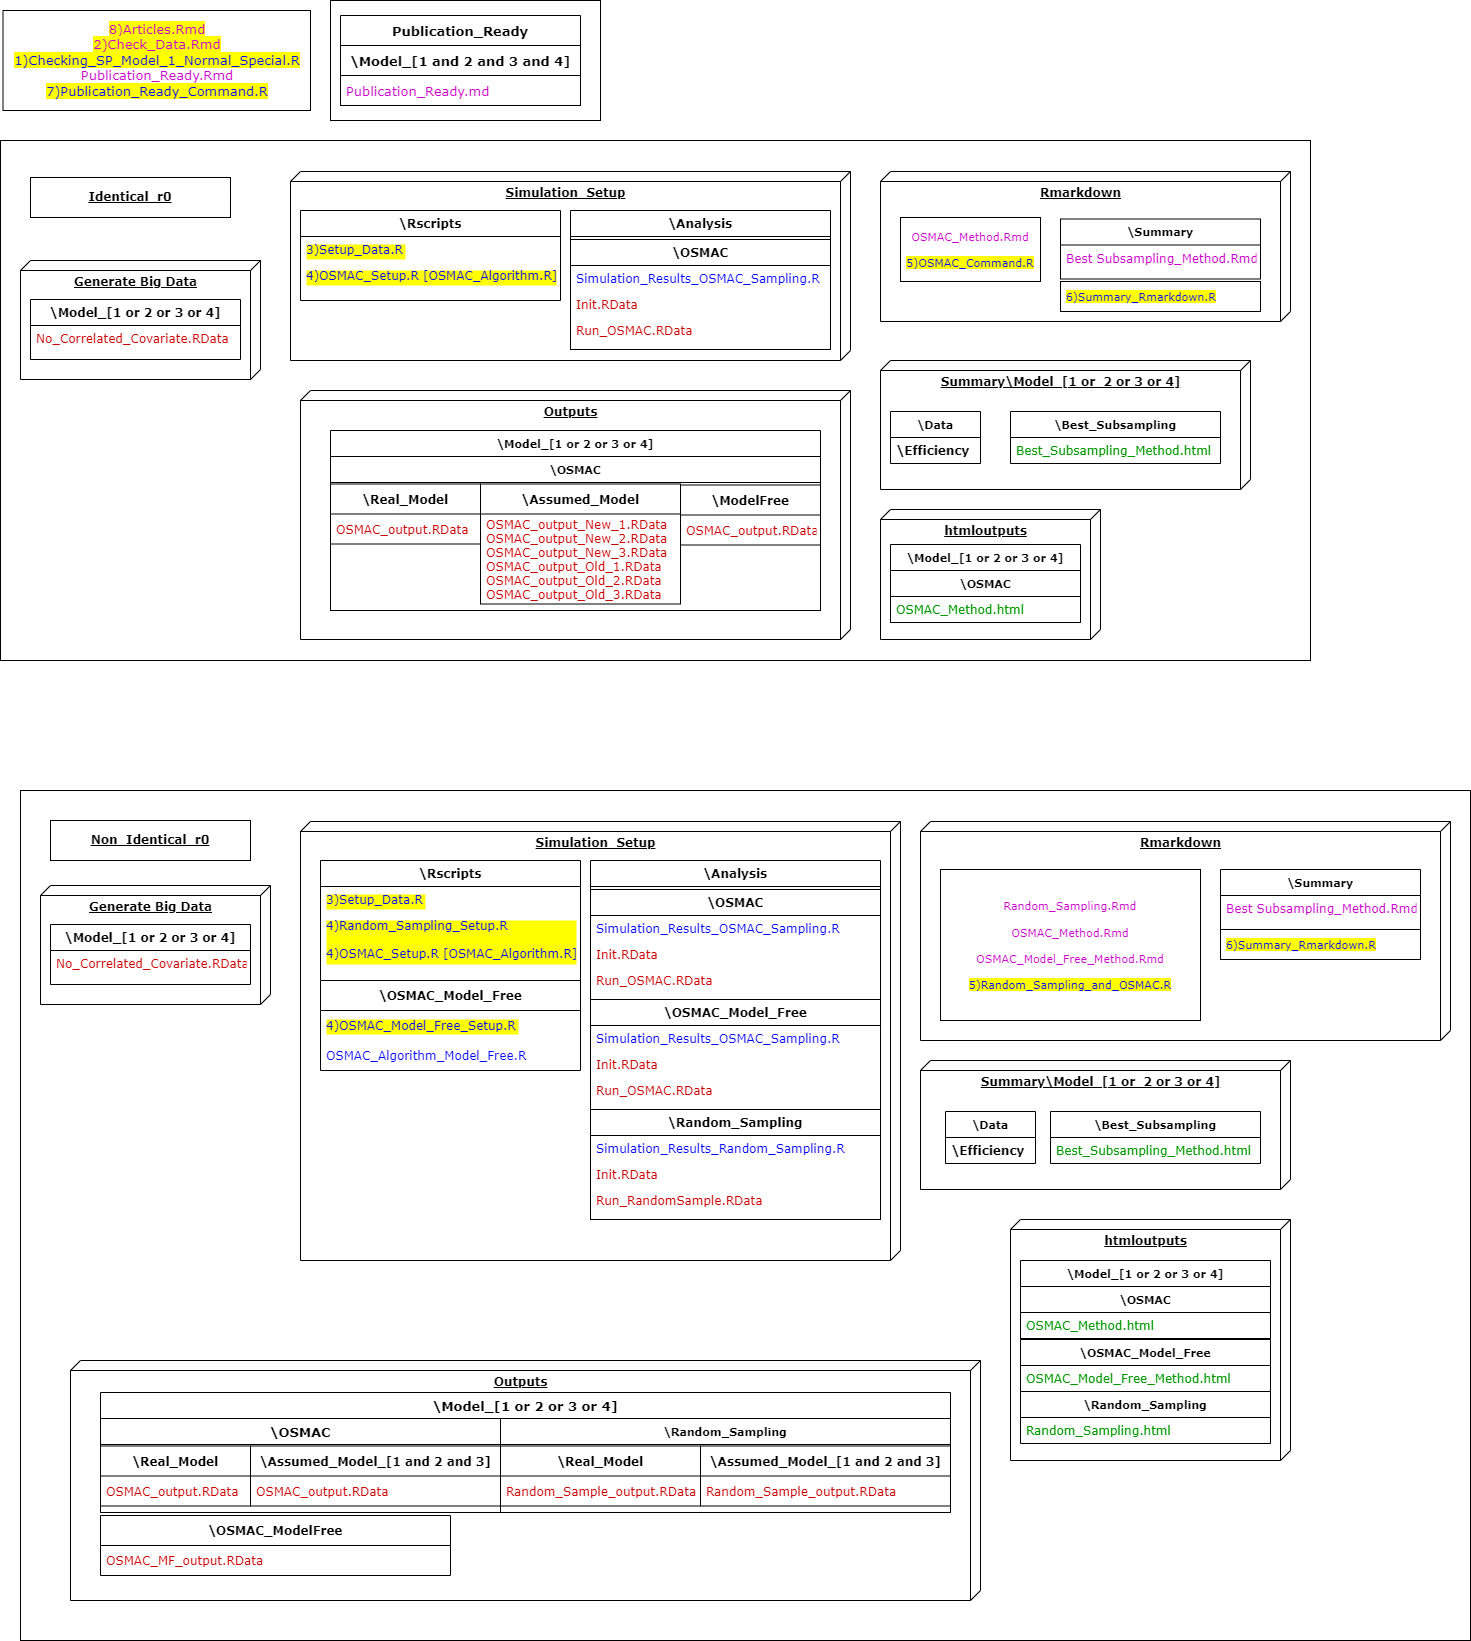 8)Articles.Rmd
2)Check_Data.Rmd
1)Checking_SP_Model_1_Normal_Special.R
Publication_Ready.Rmd
7)Publication_Ready_Command.R
Publication_Ready
\Model_[1 and 2 and 3 and 4]
Publication_Ready.md
Identical_r0
Generate Big Data
\Model_[1 or 2 or 3 or 4]
No_Correlated_Covariate.RData
Simulation_Setup
\Rscripts
3)Setup_Data.R
4)OSMAC_Setup.R [OSMAC_Algorithm.R]
\Analysis
\OSMAC
Simulation_Results_OSMAC_Sampling.R
Init.RData
Run_OSMAC.RData
Rmarkdown
OSMAC_Method.Rmd
5)OSMAC_Command.R
\Summary
Best Subsampling_Method.Rmd
6)Summary_Rmarkdown.R
Outputs
\Model_[1 or 2 or 3 or 4]
\OSMAC
\Real_Model
OSMAC_output.RData
\Assumed_Model
OSMAC_output_New_1.RData
OSMAC_output_New_2.RData
OSMAC_output_New_3.RData
OSMAC_output_Old_1.RData
OSMAC_output_Old_2.RData
OSMAC_output_Old_3.RData
\ModelFree
OSMAC_output.RData
Summary\Model_[1 or  2 or 3 or 4]
\Data
\Efficiency
\Best_Subsampling
Best_Subsampling_Method.html
htmloutputs
\Model_[1 or 2 or 3 or 4]
\OSMAC
OSMAC_Method.html
Non_Identical_r0
Generate Big Data
\Model_[1 or 2 or 3 or 4]
No_Correlated_Covariate.RData
Simulation_Setup
\Rscripts
3)Setup_Data.R
4)Random_Sampling_Setup.R
4)OSMAC_Setup.R [OSMAC_Algorithm.R]
\OSMAC_Model_Free
4)OSMAC_Model_Free_Setup.R
OSMAC_Algorithm_Model_Free.R
\Analysis
\OSMAC
Simulation_Results_OSMAC_Sampling.R
Init.RData
Run_OSMAC.RData
\OSMAC_Model_Free
Simulation_Results_OSMAC_Sampling.R
Init.RData
Run_OSMAC.RData
\Random_Sampling
Simulation_Results_Random_Sampling.R
Init.RData
Run_RandomSample.RData
Rmarkdown
Random_Sampling.Rmd
OSMAC_Method.Rmd
OSMAC_Model_Free_Method.Rmd
5)Random_Sampling_and_OSMAC.R
\Summary
Best Subsampling_Method.Rmd
6)Summary_Rmarkdown.R
Summary\Model_[1 or  2 or 3 or 4]
\Data
\Efficiency
\Best_Subsampling
Best_Subsampling_Method.html
htmloutputs
\Model_[1 or 2 or 3 or 4]
\OSMAC
OSMAC_Method.html
\OSMAC_Model_Free
OSMAC_Model_Free_Method.html
\Random_Sampling
Random_Sampling.html
Outputs
\Model_[1 or 2 or 3 or 4]
\OSMAC
\Random_Sampling
\Real_Model
\Assumed_Model_[1 and 2 and 3]
\Real_Model
\Assumed_Model_[1 and 2 and 3]
OSMAC_output.RData
OSMAC_output.RData
Random_Sample_output.RData
Random_Sample_output.RData
\OSMAC_ModelFree
OSMAC_MF_output.RData